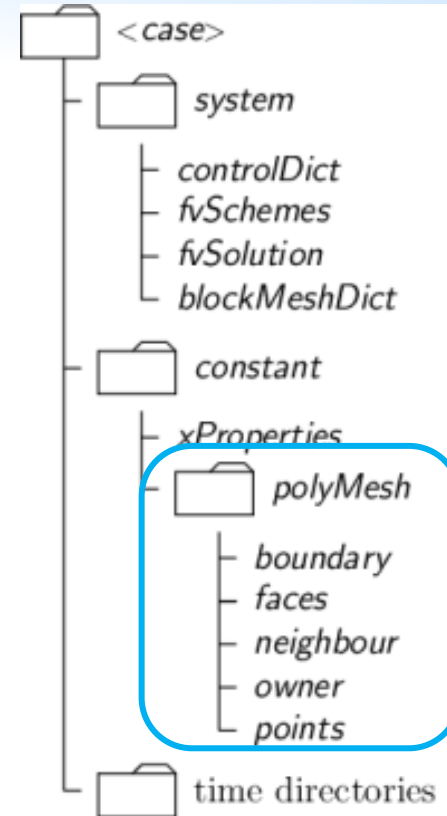 <case>
system
controlDict
fvSchemes
fvSolution
blockMeshDict
constant
xProperties
polyMesh
boundary
faces
neighbour
owner
points
time directories